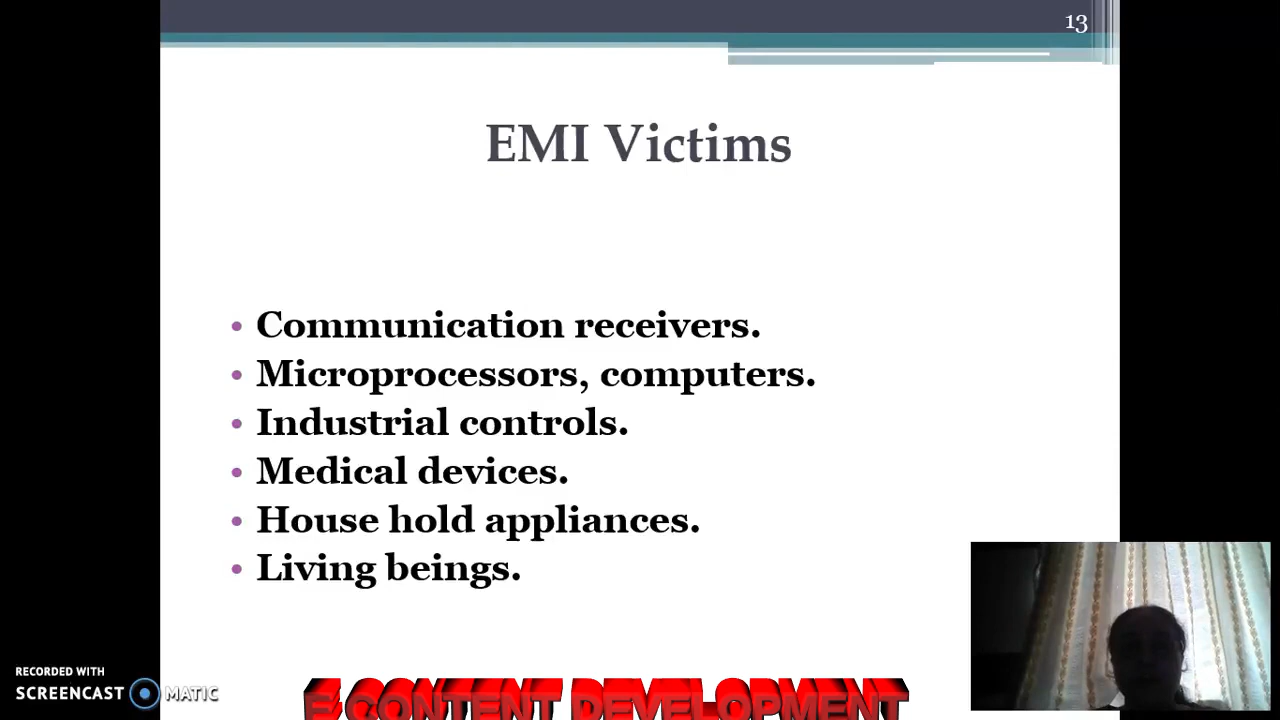 13
EMI Victims
• Communication receivers.
• Microprocessors, computers.
• Industrial controls.
• Medical devices.
• House hold appliances.
• Living beings.
RECORDED WITH
SCREENCAST MATIC
E-CONTENT DEVELOPMENT